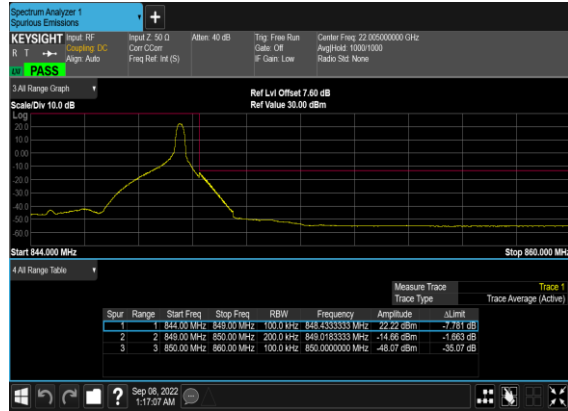 Spectrum Analyzer 1
Spurious Emissions
KEYSIGHT Input: RF Input Z: 50 Ω Atten: 40 dB Trig: Free Run Center Freq: 22.005000000 GHz
R T Coupling: DC Corr CCorr Gate: Off Avg|Hold: 1000/1000
Align: Auto Freq Ref: Int (S) IF Gain: Low Radio Std: None
PASS
3 All Range Graph
Ref Lvl Offset 7.60 dB
Scale/Div 10.0 dB Ref Value 30.00 dBm
Log
20.0
10.0
0.00
-10.0
-20.0
-30.0
-40.0
-50.0
-60.0
Start 844.000 MHz Stop 860.000 MHz
4 All Range Table
Measure Trace Trace 1
Trace Type Trace Average (Active)
Spur Range Start Freq Stop Freq RBW Frequency Amplitude ΔLimit
1 1 844.00 MHz 849.00 MHz 100.0 kHz 848.4333333 MHz 22.22 dBm -7.781 dB
2 2 849.00 MHz 850.00 MHz 200.0 kHz 849.0183333 MHz -14.66 dBm -1.663 dB
3 3 850.00 MHz 860.00 MHz 100.0 kHz 850.0000000 MHz -48.07 dBm -35.07 dB
? Sep 08, 2022
1:17:07 AM